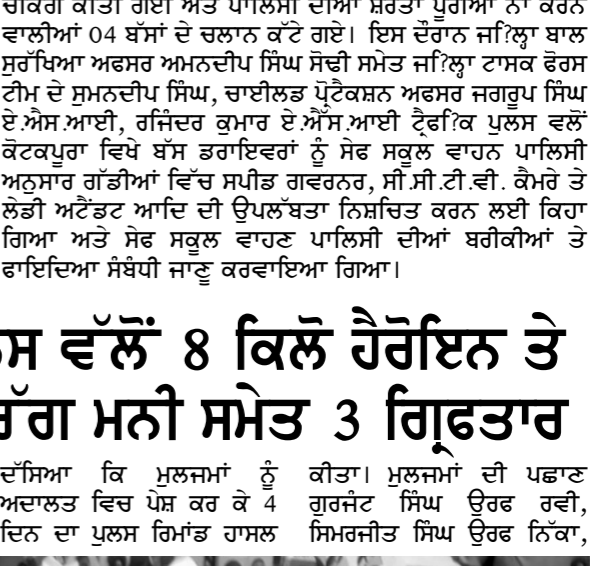 ਚੈਕਿੰਗ ਕੀਤੀ ਗਈ ਅਤੇ ਪਾਲਿਸੀ ਦੀਆਂ ਸ਼ਰਤਾਂ ਪੂਰੀਆਂ ਨਾ ਕਰਨ
ਵਾਲੀਆਂ 04 ਬੱਸਾਂ ਦੇ ਚਲਾਨ ਕੱਟੇ ਗਏ। ਇਸ ਦੌਰਾਨ ਜਿ?ਲ੍ਹਾ ਬਾਲ
ਸੁਰੱਖਿਆ ਅਫਸਰ ਅਮਨਦੀਪ ਸਿੰਘ ਸੋਢੀ ਸਮੇਤ ਜਿ?ਲ੍ਹਾ ਟਾਸਕ ਫੋਰਸ
ਟੀਮ ਦੇ ਸੁਮਨਦੀਪ ਸਿੰਘ, ਚਾਈਲਡ ਪ੍ਰੋਟੈਕਸ਼ਨ ਅਫਸਰ ਜਗਰੂਪ ਸਿੰਘ
ਏ.ਐਸ.ਆਈ, ਰਜਿੰਦਰ ਕੁਮਾਰ ਏ.ਐੱਸ.ਆਈ ਟ੍ਰੈਫਿ?ਕ ਪੁਲਸ ਵਲੋਂ
ਕੋਟਕਪੂਰਾ ਵਿਖੇ ਬੱਸ ਡਰਾਇਵਰਾਂ ਨੂੰ ਸੇਫ ਸਕੂਲ ਵਾਹਨ ਪਾਲਿਸੀ
ਅਨੁਸਾਰ ਗੱਡੀਆਂ ਵਿੱਚ ਸਪੀਡ ਗਵਰਨਰ, ਸੀ.ਸੀ.ਟੀ.ਵੀ. ਕੈਮਰੇ ਤੇ
ਲੇਡੀ ਅਟੈਂਡਟ ਆਦਿ ਦੀ ਉਪਲੱਬਤਾ ਨਿਸ਼ਚਿਤ ਕਰਨ ਲਈ ਕਿਹਾ
ਗਿਆ ਅਤੇ ਸੇਫ ਸਕੂਲ ਵਾਹਣ ਪਾਲਿਸੀ ਦੀਆਂ ਬਰੀਕੀਆਂ ਤੇ
ਫਾਇਦਿਆ ਸੰਬੰਧੀ ਜਾਣੂ ਕਰਵਾਇਆ ਗਿਆ।
ਵੱਲੋਂ 8 ਕਿਲੋ ਹੈਰੋਇਨ ਤੇ
ਮਨੀ ਸਮੇਤ 3 ਗ੍ਰਿਫਤਾਰ
ਦੱਸਿਆ ਕਿ ਮੁਲਜਮਾਂ ਨੂੰ
ਅਦਾਲਤ ਵਿਚ ਪੇਸ਼ ਕਰ ਕੇ 4
ਦਿਨ ਦਾ ਪੁਲਸ ਰਿਮਾਂਡ ਹਾਸਲ
ਕੀਤਾ। ਮੁਲਜਮਾਂ ਦੀ ਪਛਾਣ
ਗੁਰਜੰਟ ਸਿੰਘ ਉਰਫ ਰਵੀ,
ਸਿਮਰਜੀਤ ਸਿੰਘ ਉਰਫ ਨਿੱਕਾ,